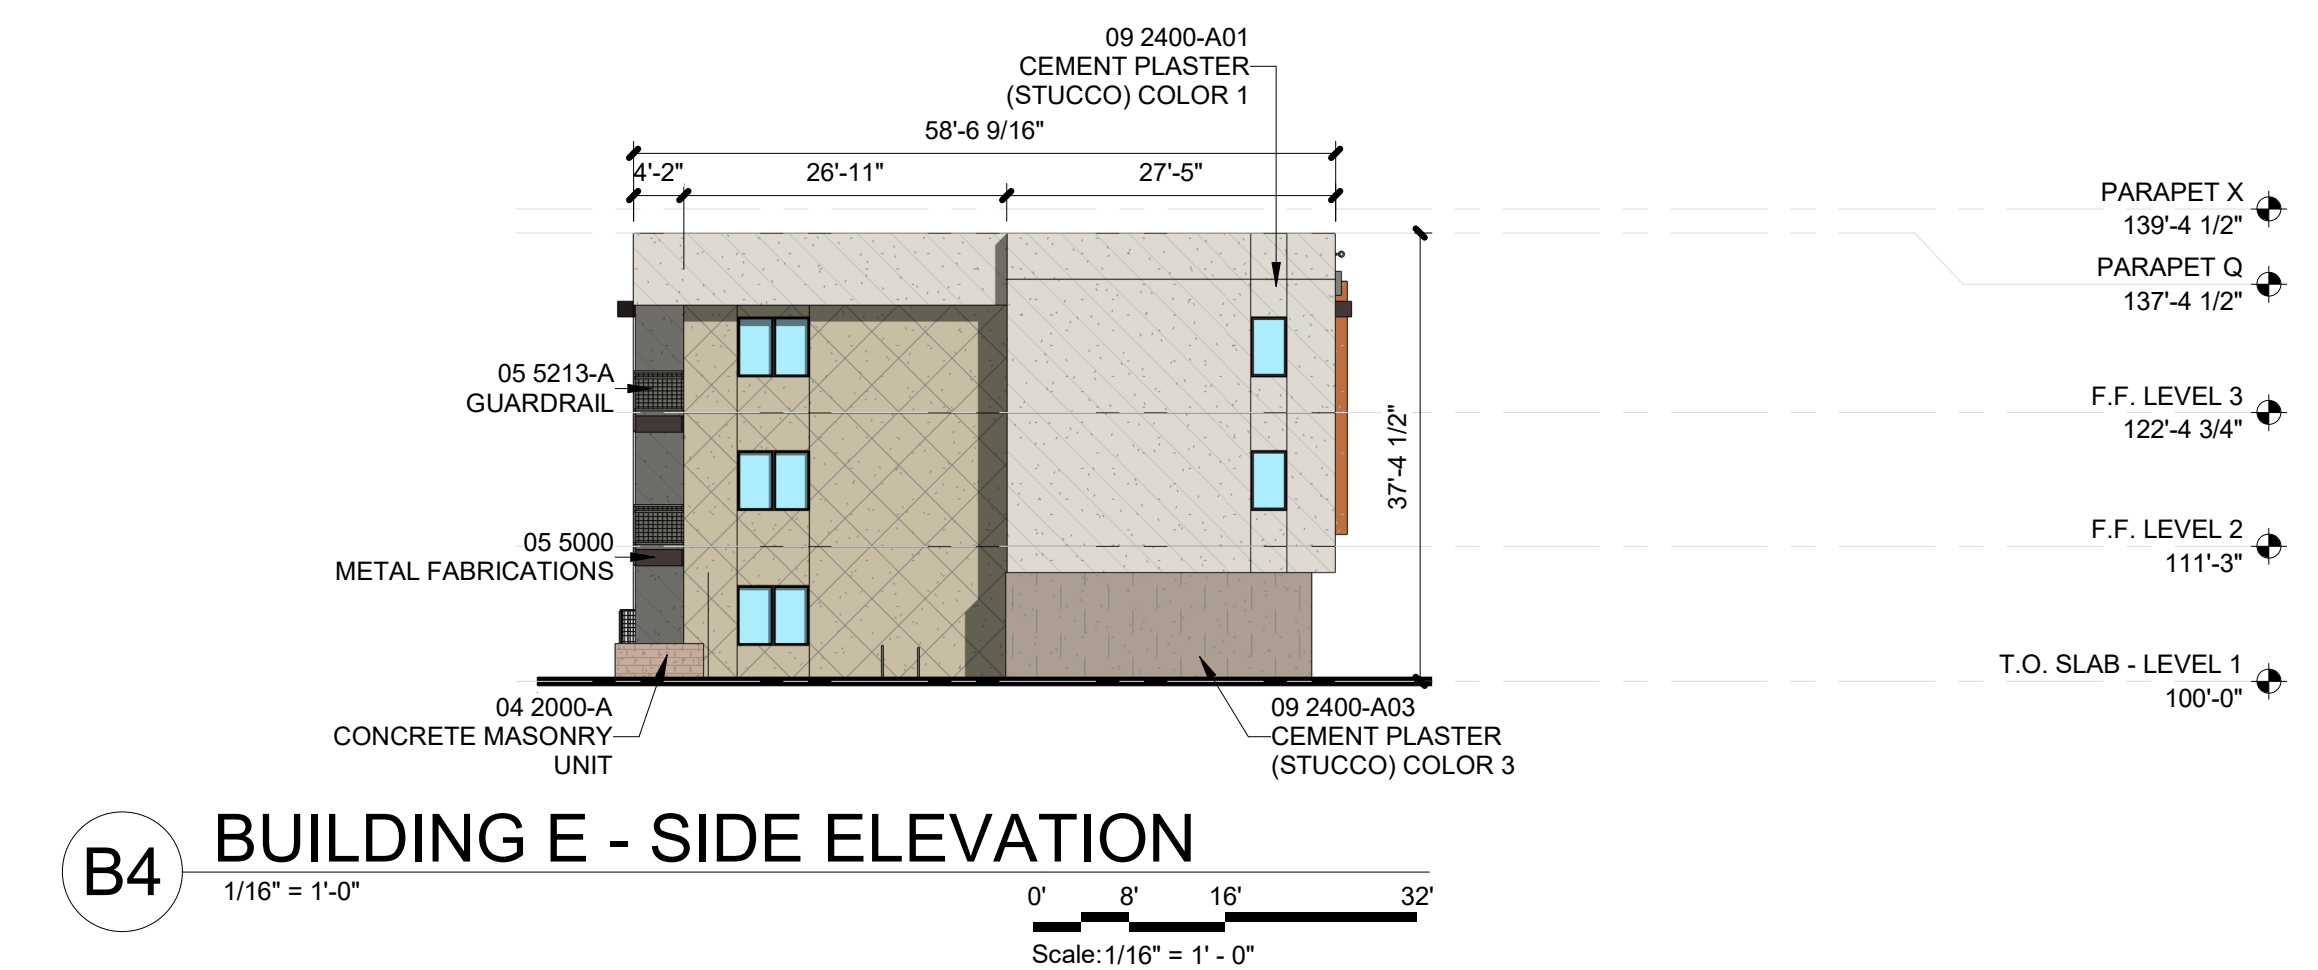 09 2400-A01
CEMENT PLASTER
(STUCCO) COLOR 1
58'-6 9/16"
4'-2"
26'-11"
27'-5"
PARAPET X
139'-4 1/2"
PARAPET Q
137'-4 1/2"
05 5213-A
GUARDRAIL
F.F. LEVEL 3
122'-4 3/4"
37'-4 1/2"
05 5000
METAL FABRICATIONS
F.F. LEVEL 2
111'-3"
T.O. SLAB - LEVEL 1
100'-0"
04 2000-A
CONCRETE MASONRY
UNIT
09 2400-A03
CEMENT PLASTER
(STUCCO) COLOR 3
B4
BUILDING E - SIDE ELEVATION
1/16" = 1'-0"
0' 8' 16' 32'
Scale:1/16" = 1' - 0"